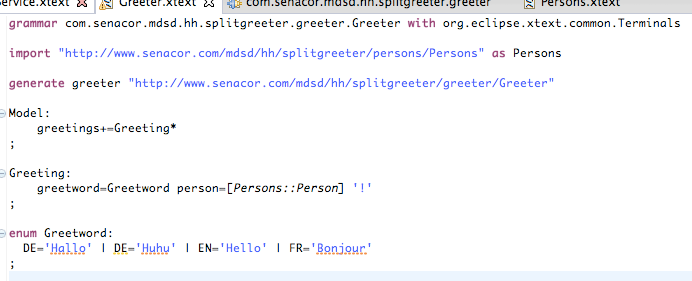 Service.xtext Greeter.xtext com.senacor.mdsd.hh.splitgreeter.greeter Persons.xtext
grammar com.senacor.mdsd.hh.splitgreeter.greeter.Greeter with org.eclipse.xtext.common.Terminals
import "http://www.senacor.com/mdsd/hh/splitgreeter/persons/Persons" as Persons
generate greeter "http://www.senacor.com/mdsd/hh/splitgreeter/greeter/Greeter"
Model:
greetings+=Greeting*
;
Greeting:
greetword=Greetword person=[Persons::Person] '!'
;
enum Greetword:
DE='Hallo' | DE='Huhu' | EN='Hello' | FR='Bonjour'
;